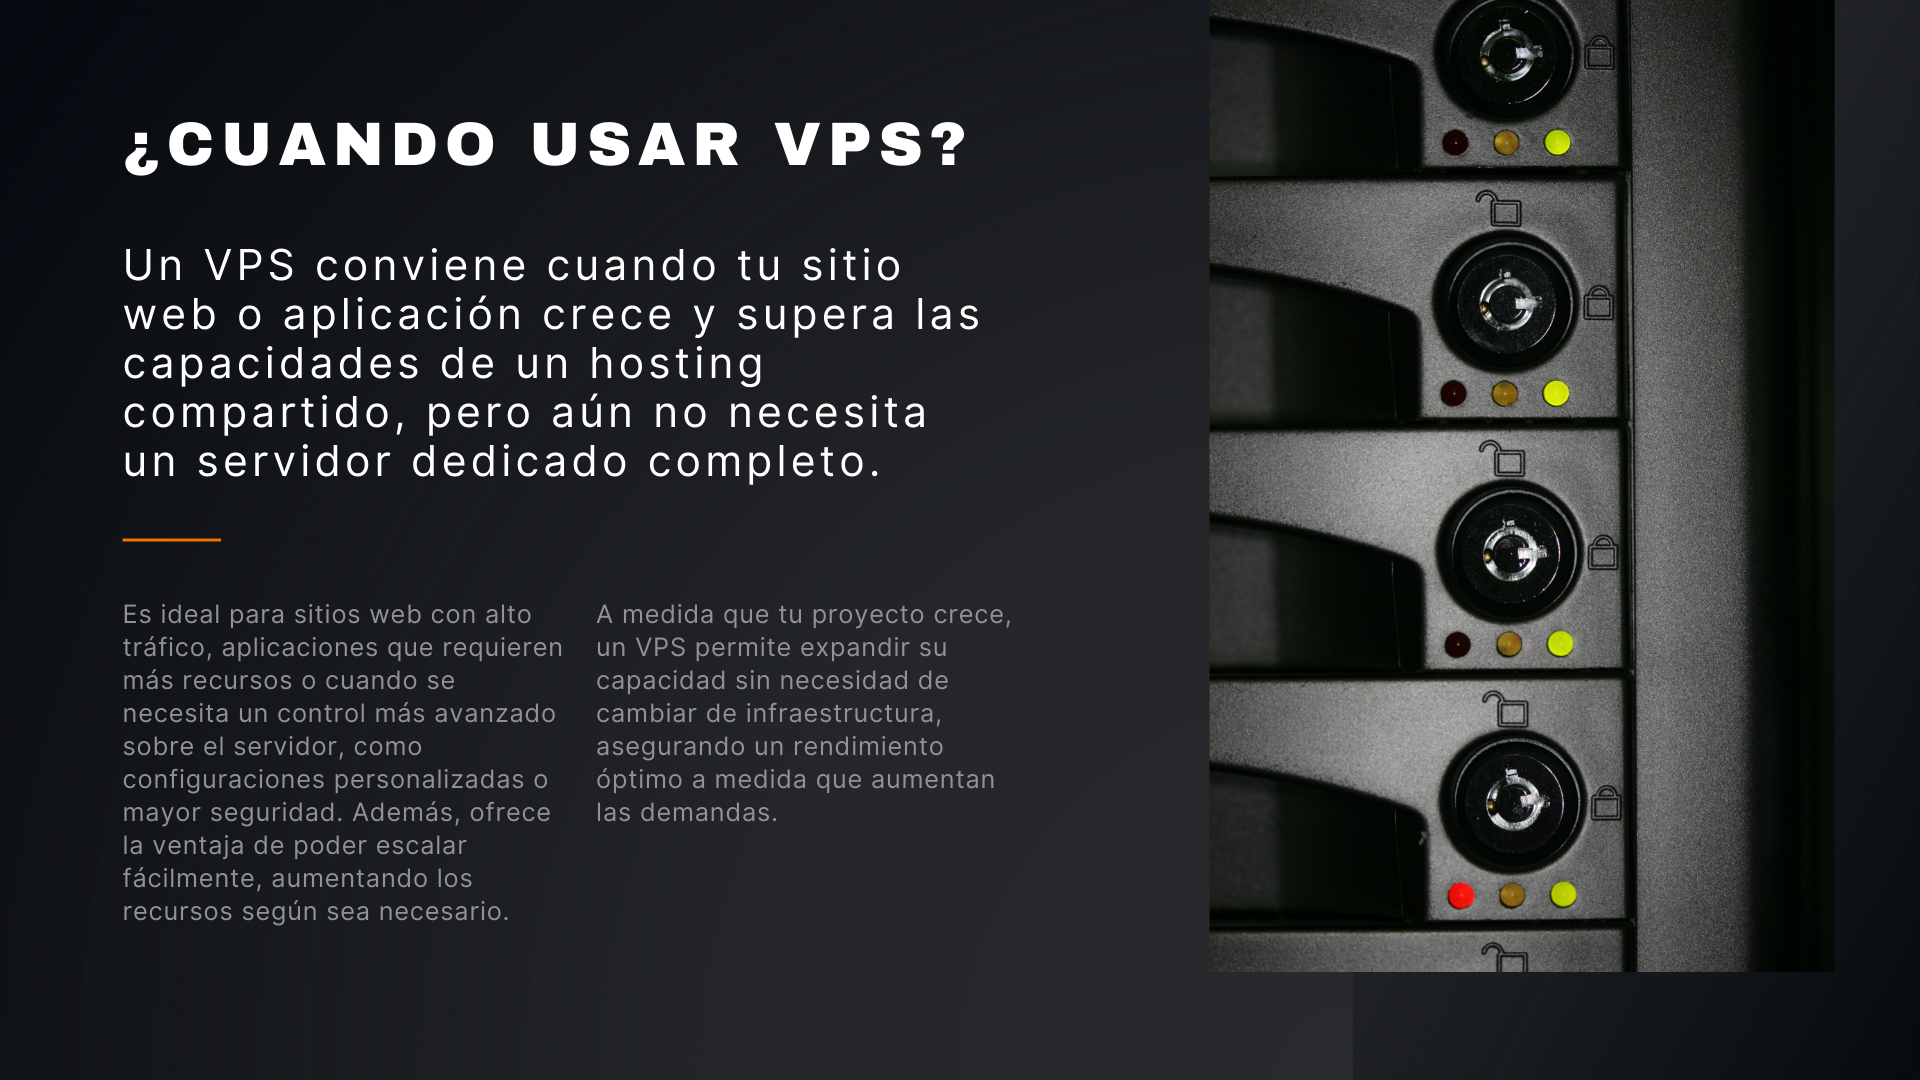 ¿CUANDO USAR VPS?
Un VPS conviene cuando tu sitio
web o aplicación crece y supera las
capacidades de un hosting
compartido, pero aún no necesita
un servidor dedicado completo.
Es ideal para sitios web con alto
tráfico, aplicaciones que requieren
más recursos o cuando se
necesita un control más avanzado
sobre el servidor, como
configuraciones personalizadas o
mayor seguridad. Además, ofrece
la ventaja de poder escalar
fácilmente, aumentando los
recursos según sea necesario.
A medida que tu proyecto crece,
un VPS permite expandir su
capacidad sin necesidad de
cambiar de infraestructura,
asegurando un rendimiento
óptimo a medida que aumentan
las demandas.